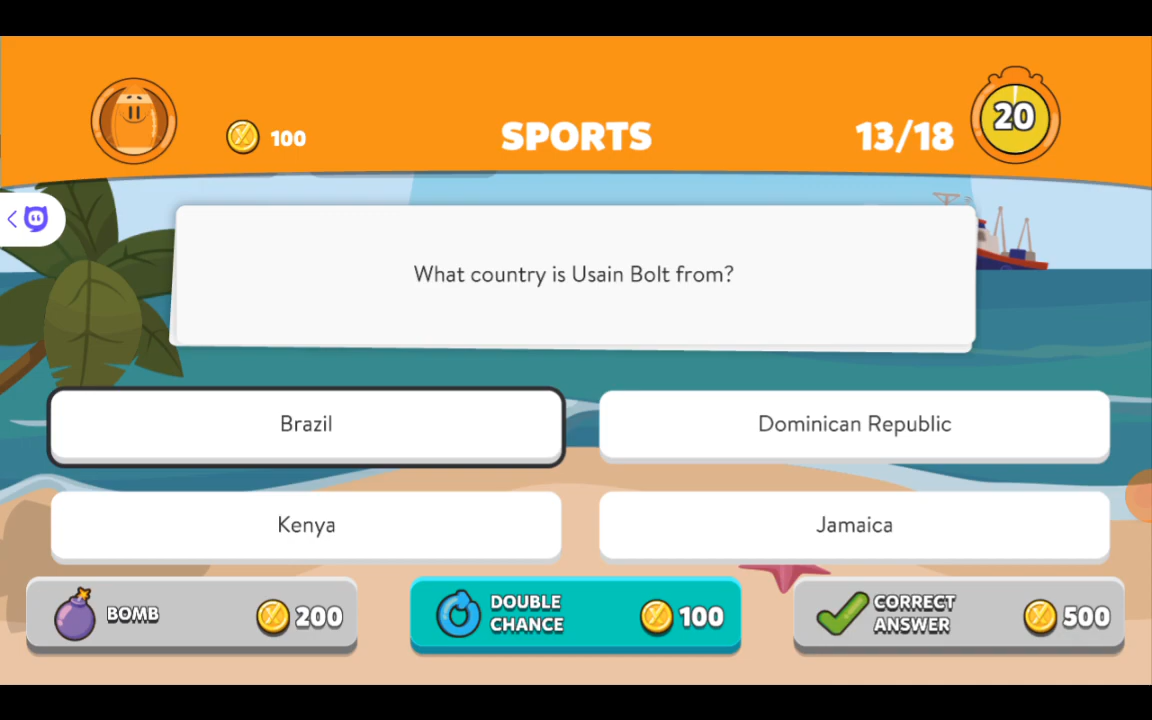 100
SPORTS
13/18
20
What country is Usain Bolt from?
Brazil
Dominican Republic
Kenya
Jamaica
BOMB
200
DOUBLE
CHANCE
100
CORRECT
ANSWER
500